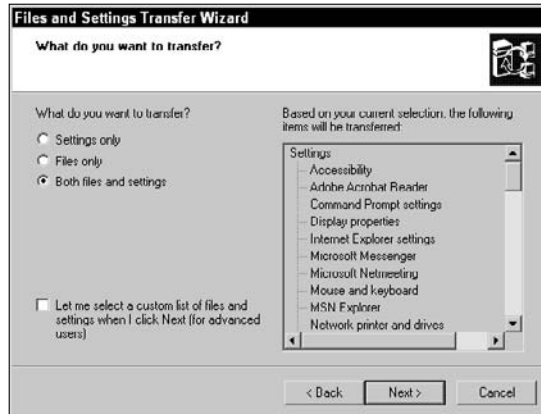 Files and Settings Transfer Wizard
What do you want to transfer?
What do you want to transfer?
Settings only
Files only
Both files and settings
Let me select a custom list of files and
settings when I click Next (for advanced
users)
Based on your current selection, the following
items will be transferred:
Settings
Accessibility
Adobe Acrobat Reader
Command Prompt settings
Display properties
Internet Explorer settings
Microsoft Messenger
Microsoft Netmeeting
Mouse and keyboard
MSN Explorer
Network printer and drives
< Back
Next >
Cancel